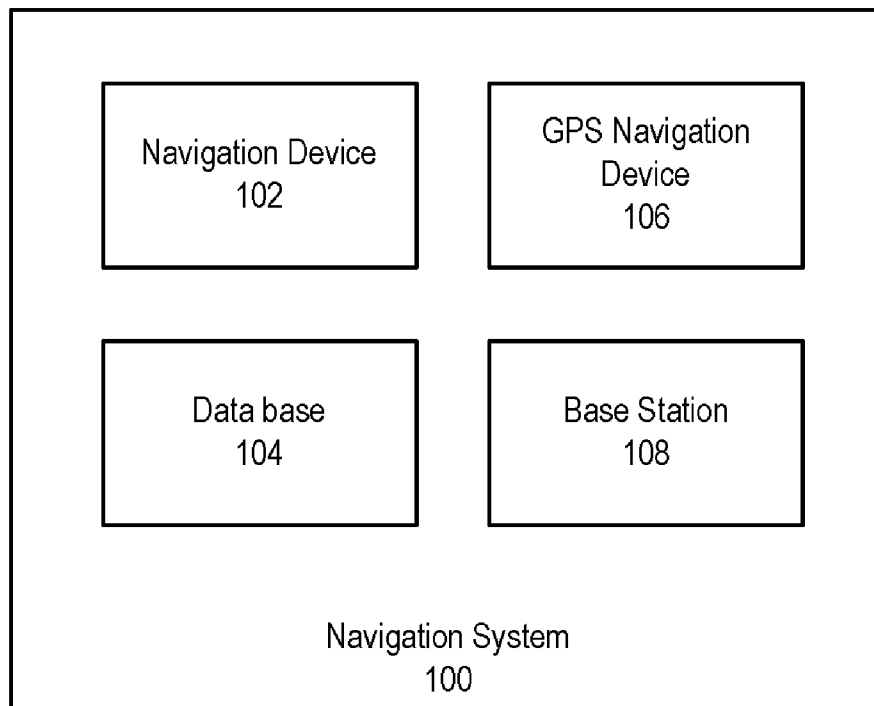 Navigation Device
102
GPS Navigation
Device
106
Data base
104
Base Station
108
Navigation System
100